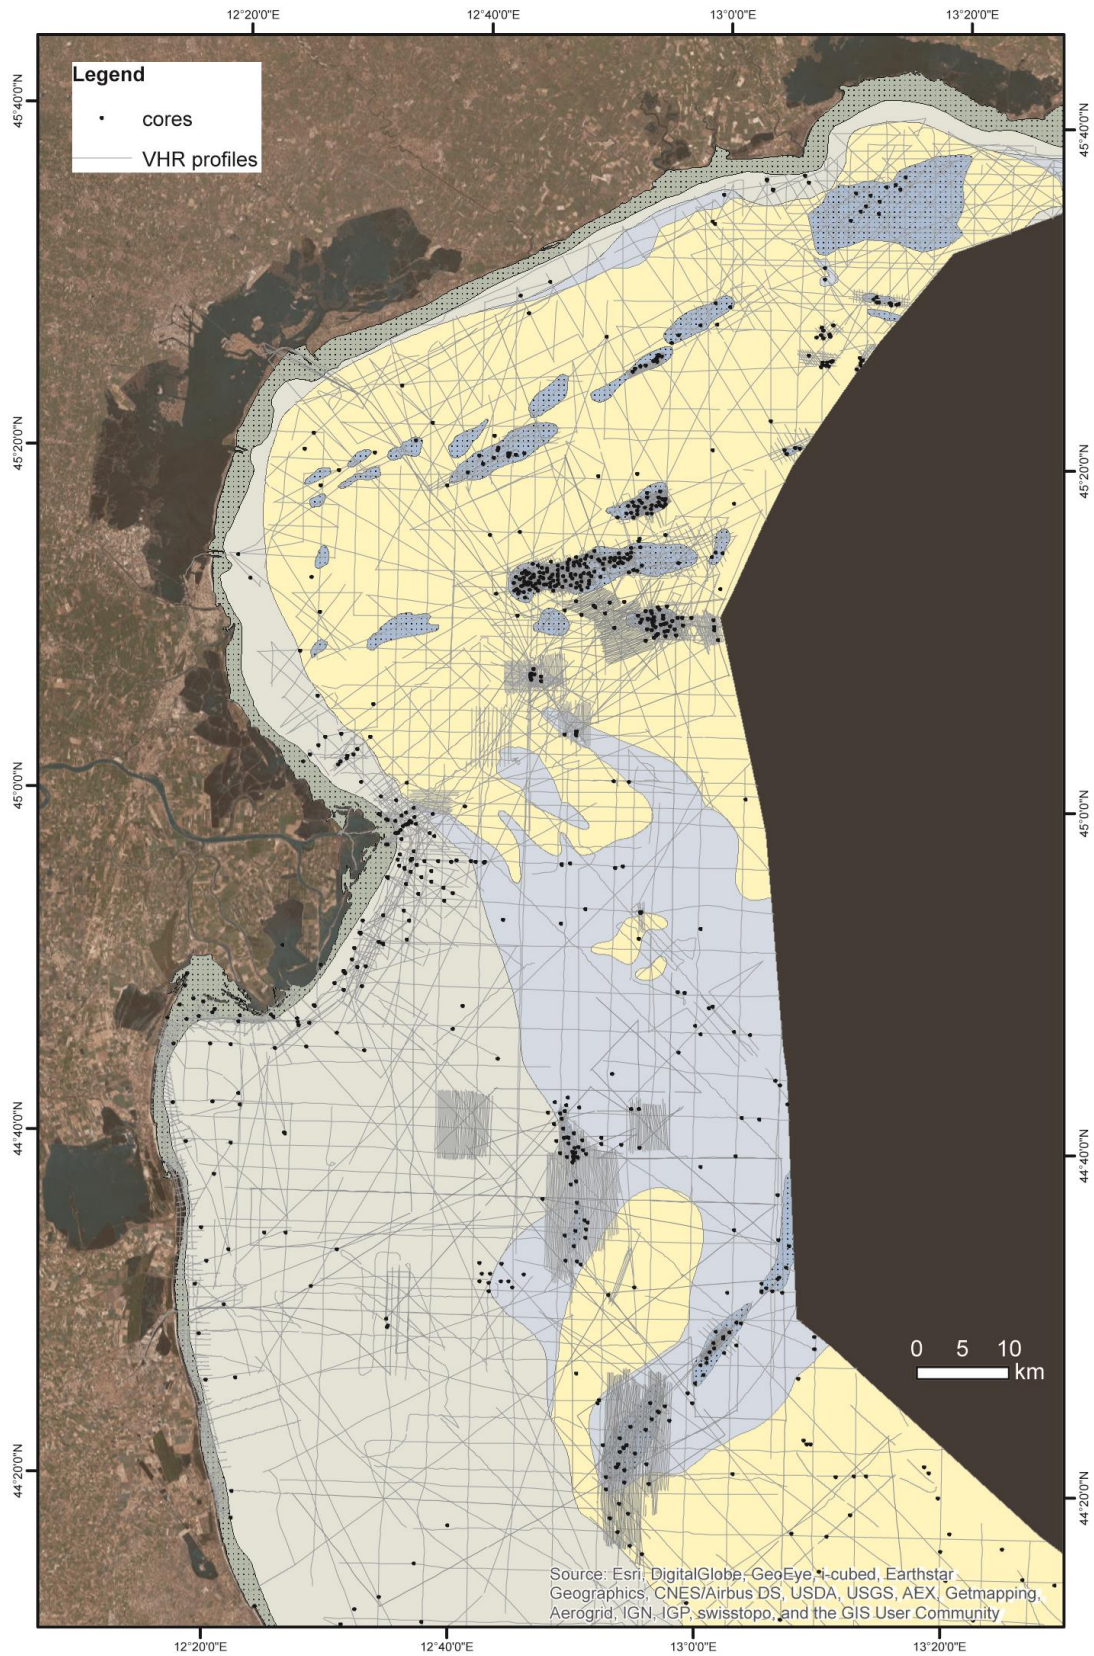 12°20'0"E 12°40'0"E 13°0'0"E 13°20'0"E
Legend
cores
VHR profiles
45°40'0"N
45°40'0"N
45°20'0"N
45°20'0"N
45°0'0"N
45°0'0"N
44°40'0"N
44°40'0"N
0 5 10
km
44°20'0"N
44°20'0"N
Source: Esri, DigitalGlobe, GeoEye, i-cubed, Earthstar
Geographics, CNES/Airbus DS, USDA, USGS, AEX, Getmapping,
Aerogrid, IGN, IGP, swisstopo, and the GIS User Community
12°20'0"E 12°40'0"E 13°0'0"E 13°20'0"E